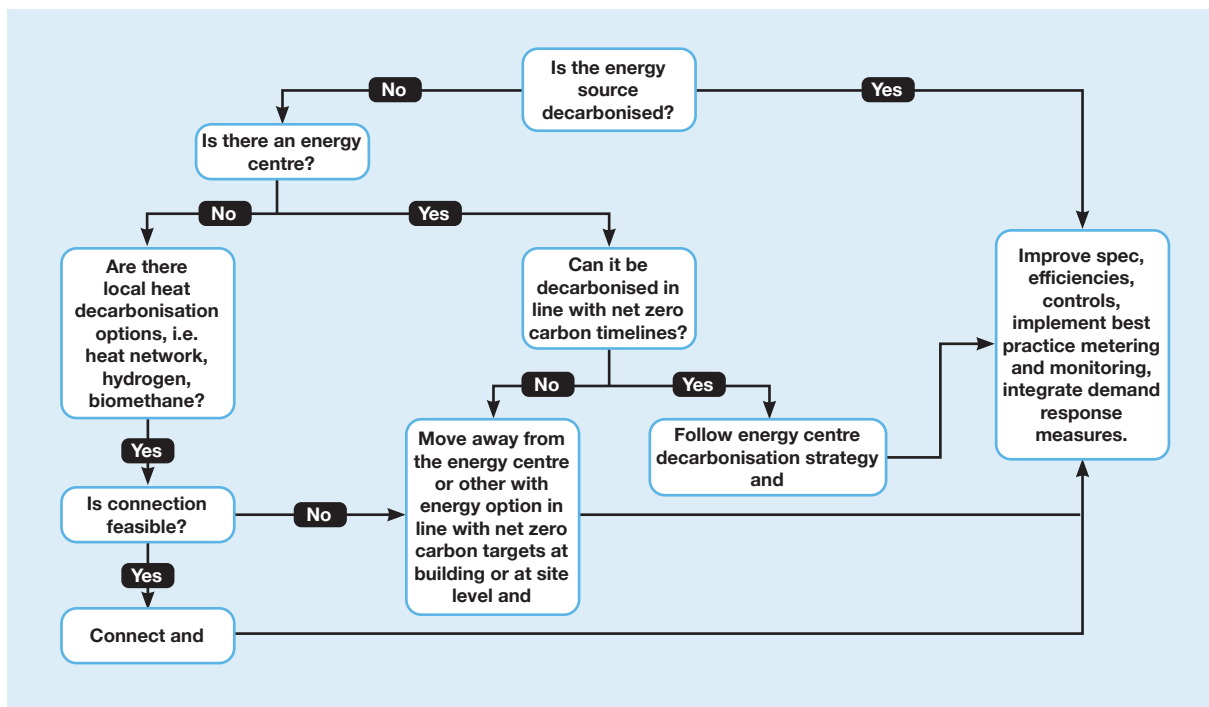 Is the energy
source
decarbonised?
No
Yes
Is there an energy
centre?
No
Yes
Are there
local heat
decarbonisation
options, i.e.
heat network,
hydrogen,
biomethane?
Can it be
decarbonised in
line with net zero
carbon timelines?
Improve spec,
efficiencies,
controls,
implement best
practice metering
and monitoring,
integrate demand
response
measures.
No
Yes
Yes
Move away from
the energy centre
or other with
energy option in
line with net zero
carbon targets at
building or at site
level and
Follow energy centre
decarbonisation strategy
and
Is connection
feasible?
No
Yes
Connect and